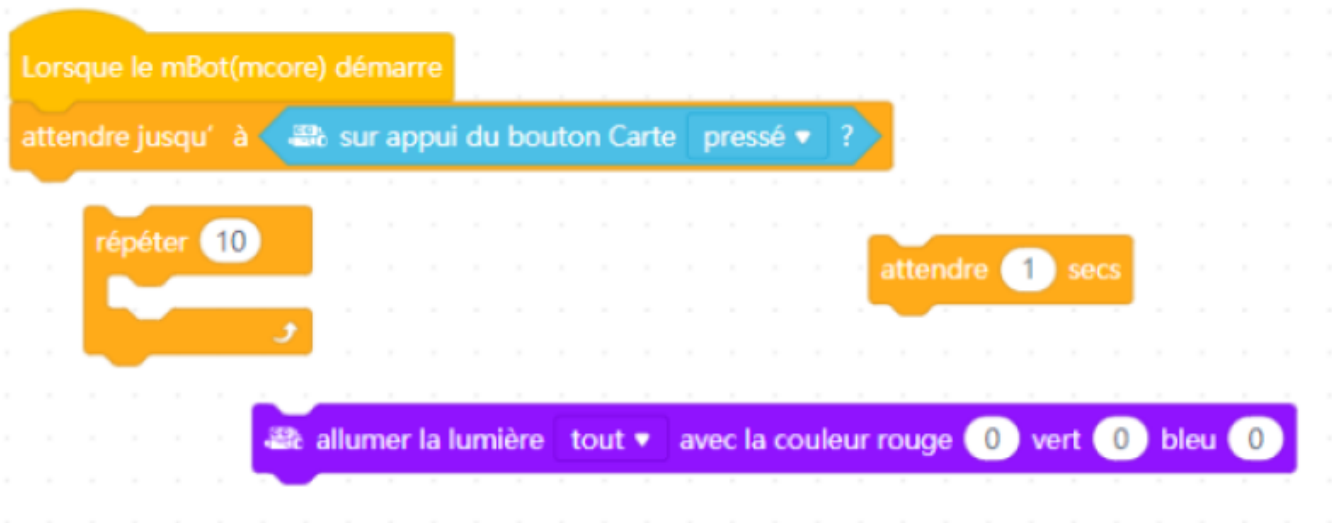 Lorsque le mBot(mcore) démarre
attendre jusqu' à sur appui du bouton Carte pressé ?
répéter 10
attendre 1 secs
allumer la lumière tout avec la couleur rouge 0 vert 0 bleu 0